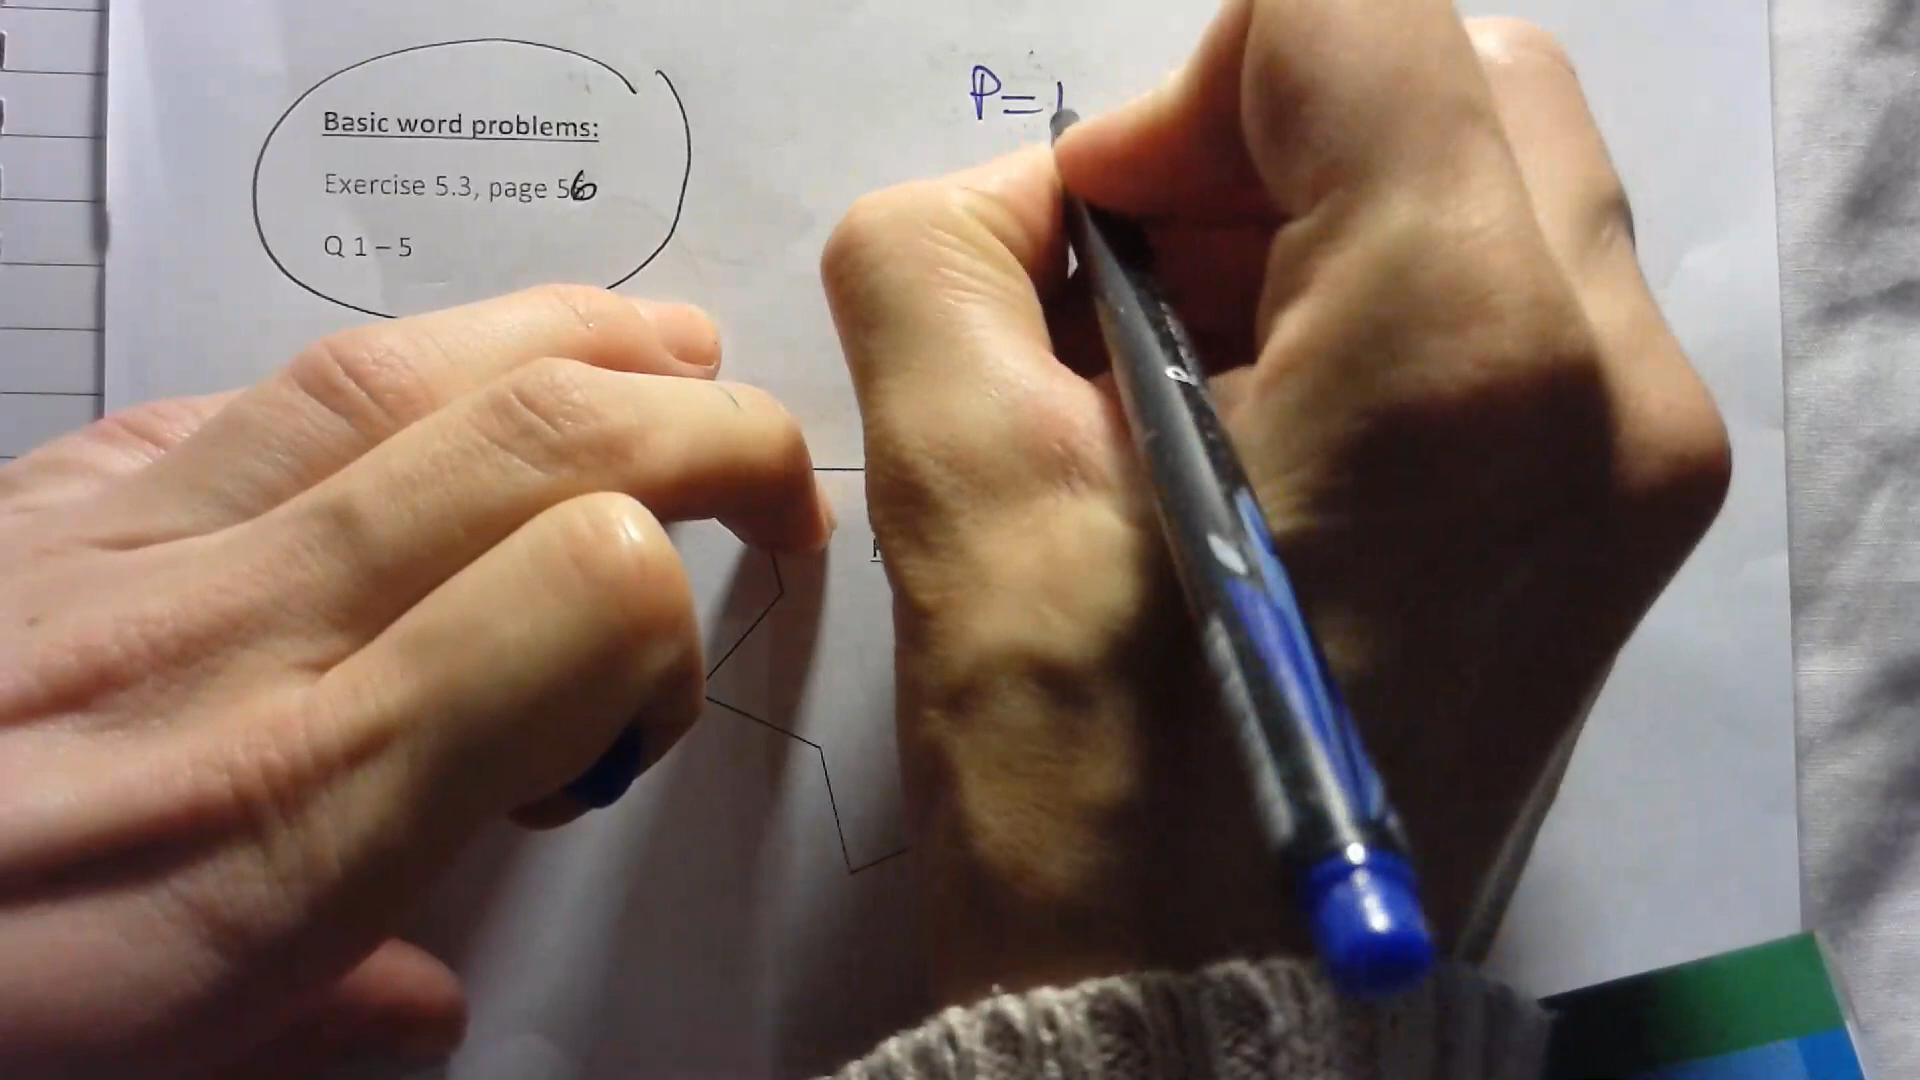 Basic word problems:
Exercise 5.3, page 56
Q 1 – 5
P =